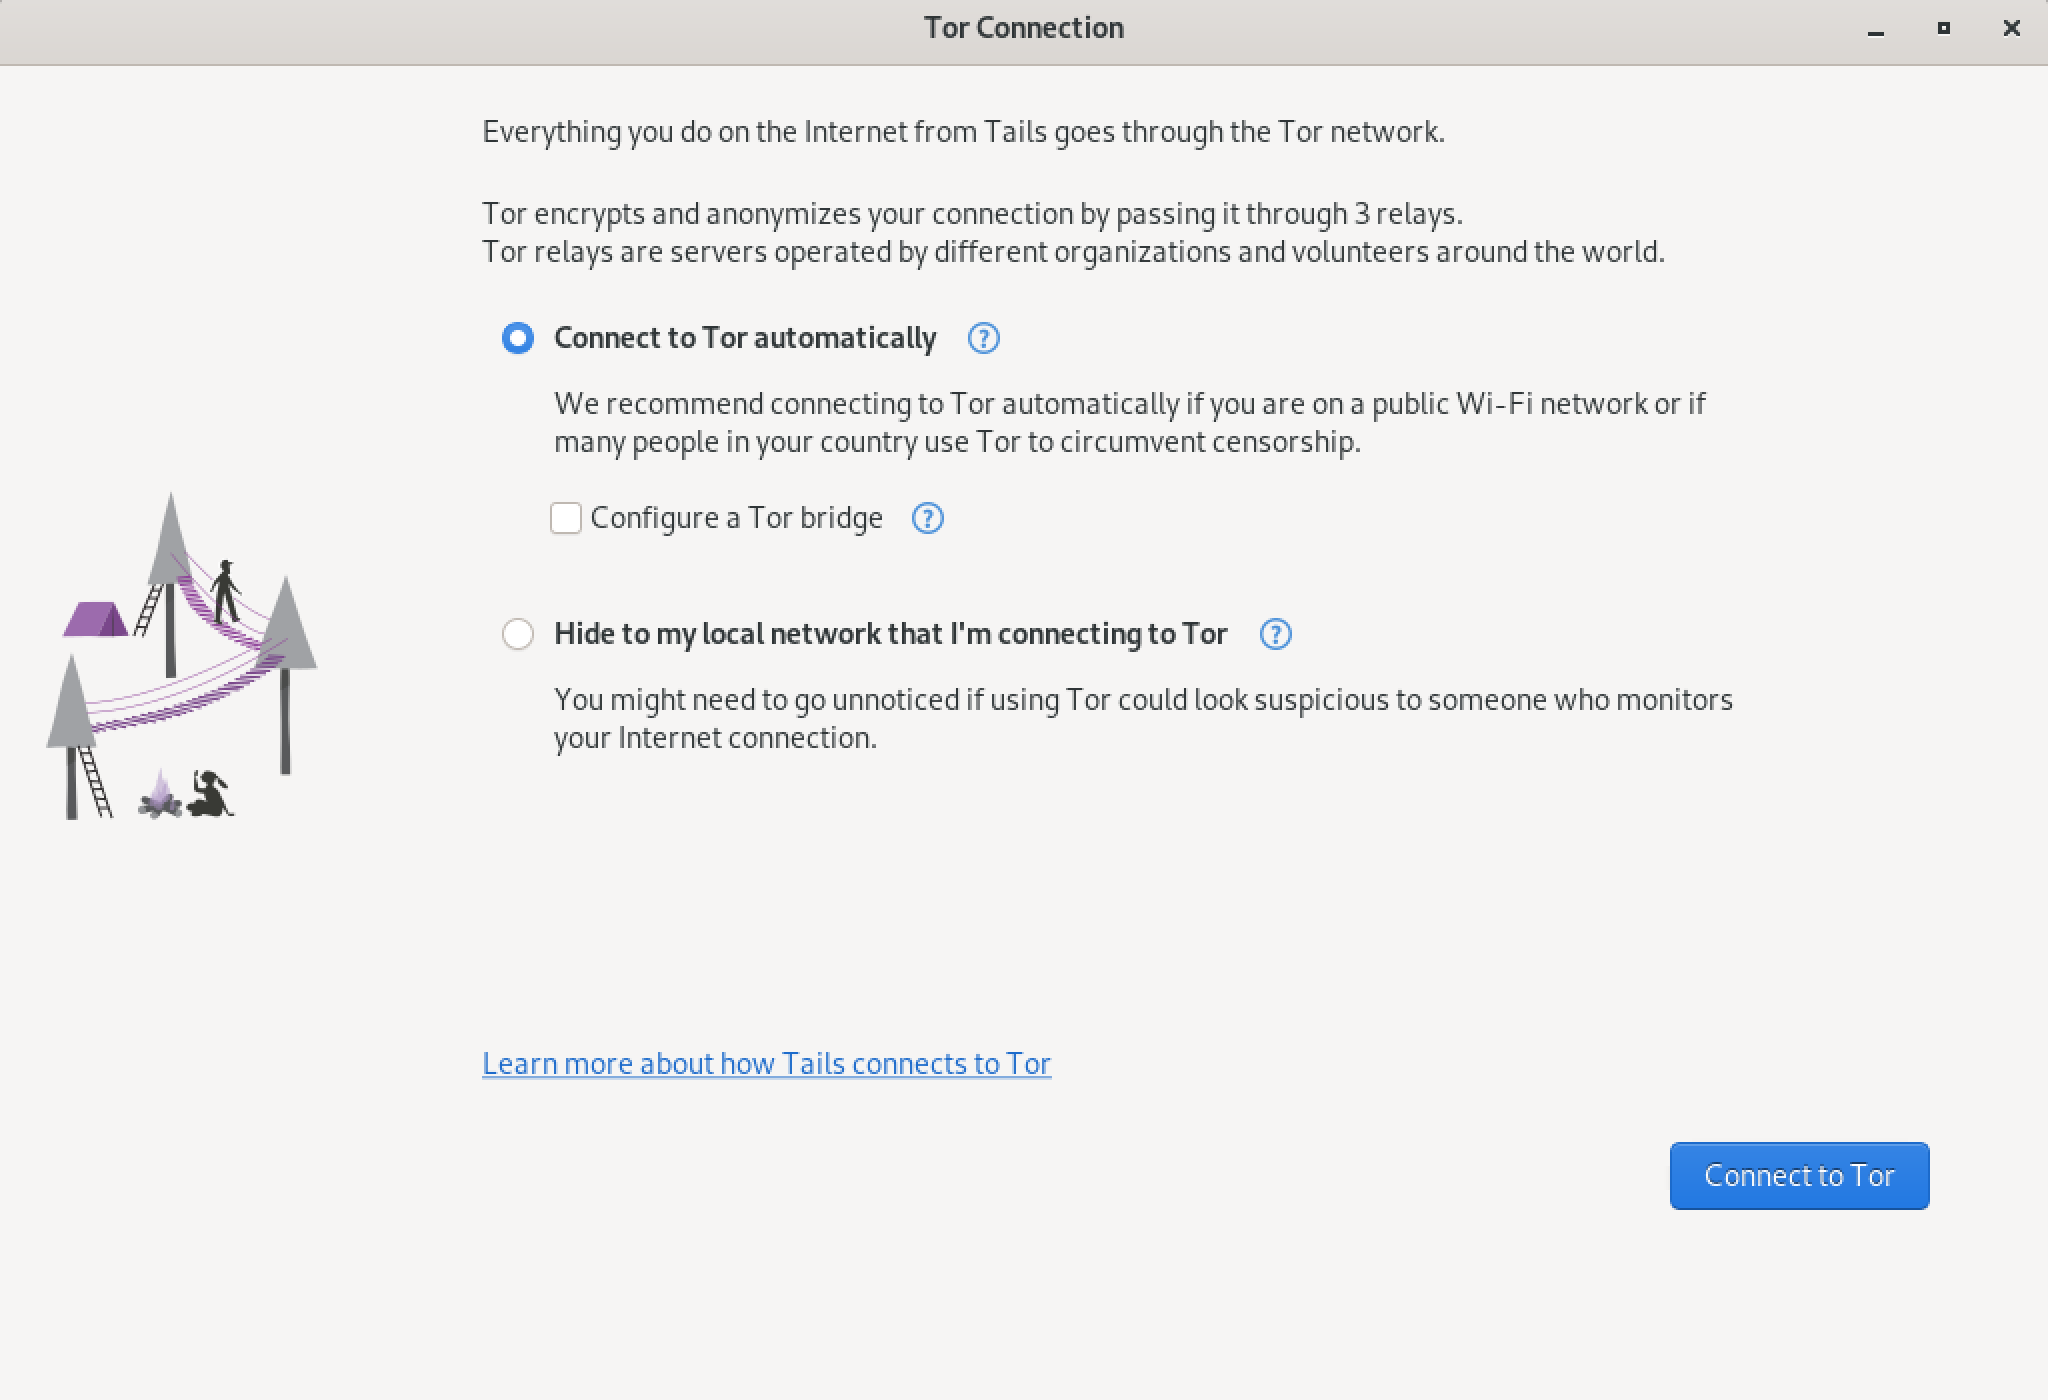 Tor Connection
Everything you do on the Internet from Tails goes through the Tor network.
Tor encrypts and anonymizes your connection by passing it through 3 relays.
Tor relays are servers operated by different organizations and volunteers around the world.
Connect to Tor automatically ?
We recommend connecting to Tor automatically if you are on a public Wi-Fi network or if
many people in your country use Tor to circumvent censorship.
Configure a Tor bridge ?
Hide to my local network that I'm connecting to Tor ?
You might need to go unnoticed if using Tor could look suspicious to someone who monitors
your Internet connection.
Learn more about how Tails connects to Tor
Connect to Tor